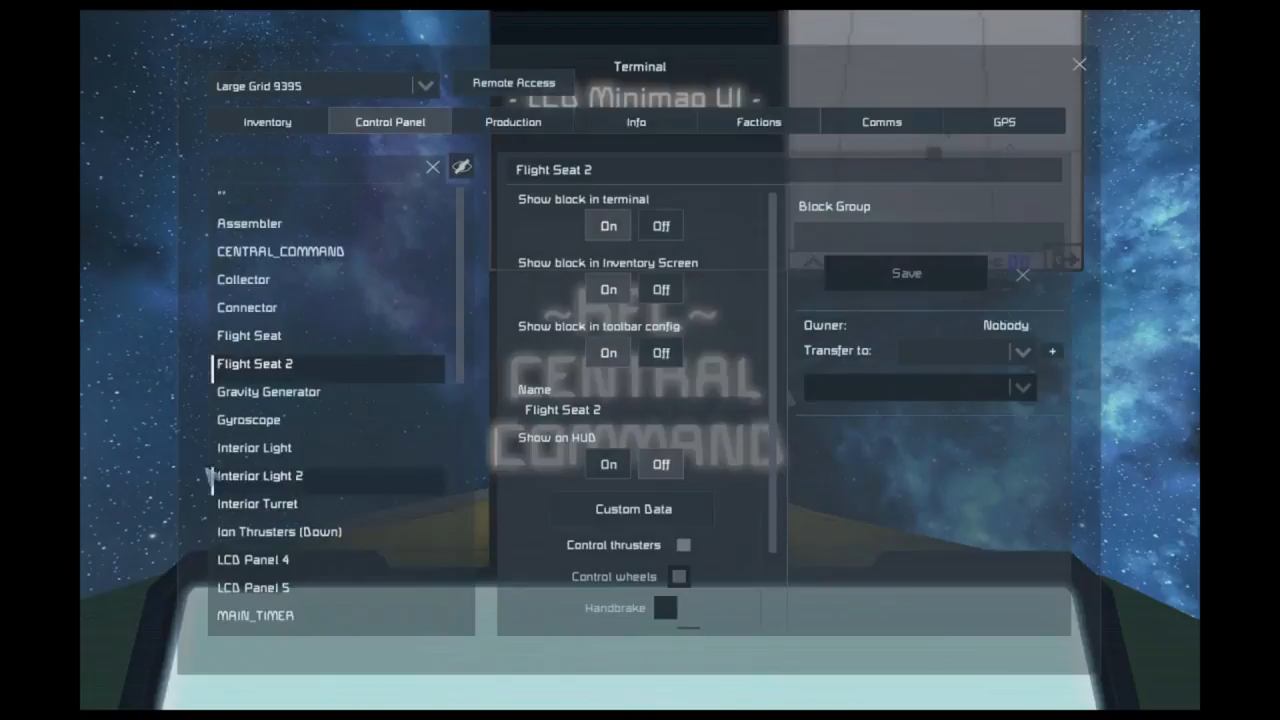 Terminal
Large Grid 9395
Remote Access
- LCD Minimap UI -
Inventory
Control Panel
Production
Info
Factions
Comms
GPS
Flight Seat 2
""
Assembler
CENTRAL_COMMAND
Collector
Connector
Flight Seat
Flight Seat 2
Gravity Generator
Gyroscope
Interior Light
Interior Light 2
Interior Turret
Ion Thrusters (Down)
LCD Panel 4
LCD Panel 5
MAIN_TIMER
Show block in terminal
On Off
Show block in Inventory Screen
On Off
Show block in toolbar config
On Off
Name
Flight Seat 2
Show on HUD
On Off
Custom Data
Control thrusters
Control wheels
Handbrake
CENTRAL
COMMAND
Block Group
Save
Owner: Nobody
Transfer to:
+